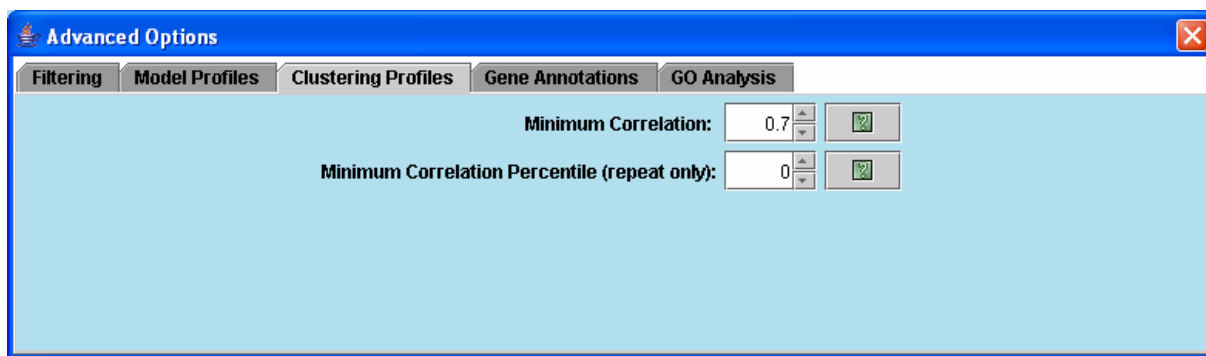 Advanced Options
Filtering Model Profiles Clustering Profiles Gene Annotations GO Analysis
Minimum Correlation: 0.7
Minimum Correlation Percentile (repeat only): 0